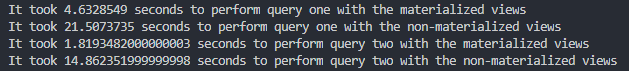 It took 4.6328549 seconds to perform query one with the materialized views
It took 21.5073735 seconds to perform query one with the non-materialized views
It took 1.8193482000000003 seconds to perform query two with the materialized views
It took 14.862351999999998 seconds to perform query two with the non-materialized views